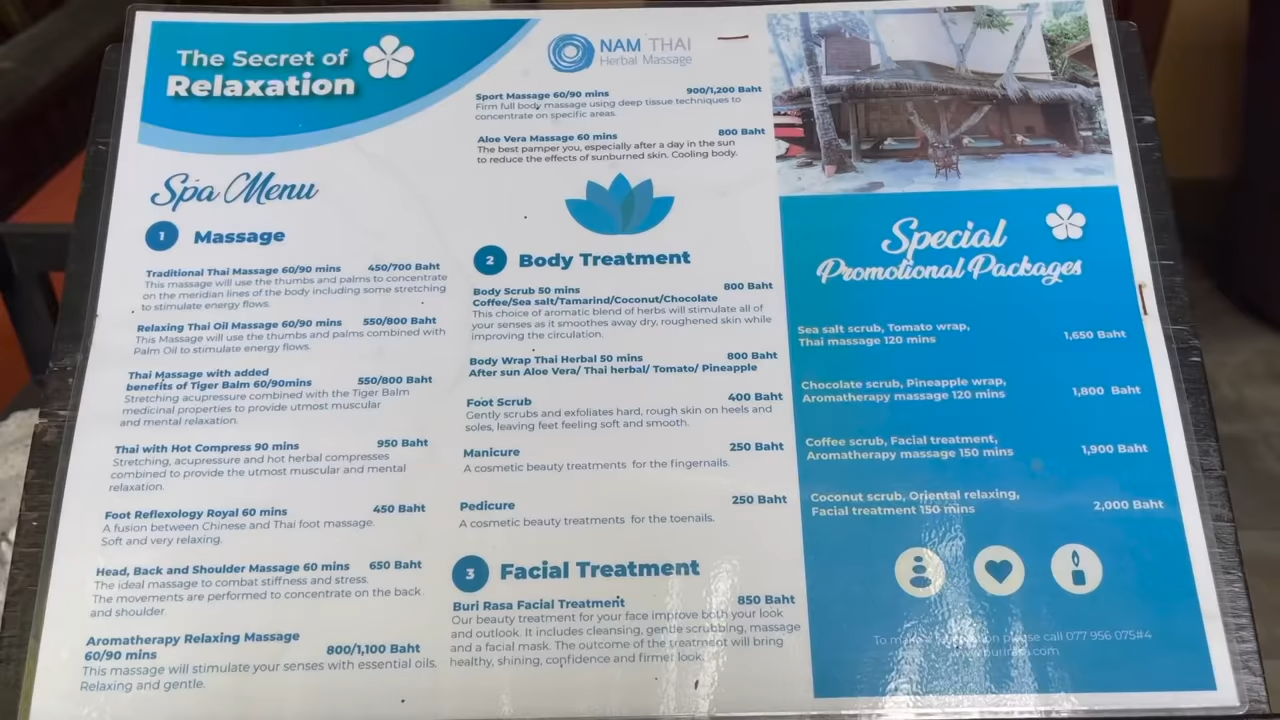 The Secret of
Relaxation
Spa Menu
1 Massage
Traditional Thai Massage 60/90 mins 450/700 Baht
This massage will use the thumbs and palms to concentrate
on the meridian lines of the body including some stretching
to stimulate energy flows.
Relaxing Thai Oil Massage 60/90 mins 550/800 Baht
This Massage will use the thumbs and palms combined with
Palm Oil to stimulate energy flows.
Thai Massage with added
benefits of Tiger Balm 60/90mins 550/800 Baht
Stretching acupressure combined with the Tiger Balm
medicinal properties to provide utmost muscular
and mental relaxation.
Thai with Hot Compress 90 mins 950 Baht
Stretching, acupressure and hot herbal compresses
combined to provide the utmost muscular and mental
relaxation.
Foot Reflexology Royal 60 mins 450 Baht
A fusion between Chinese and Thai foot massage.
Soft and very relaxing.
Head, Back and Shoulder Massage 60 mins 650 Baht
The ideal massage to combat stiffness and stress.
The movements are performed to concentrate on the back
and shoulder.
Aromatherapy Relaxing Massage
60/90 mins 800/1,100 Baht
This massage will stimulate your senses with essential oils.
Relaxing and gentle.
NAM THAI
Herbal Massage
Sport Massage 60/90 mins 900/1,200 Baht
Firm full body massage using deep tissue techniques to
concentrate on specific areas.
Aloe Vera Massage 60 mins 800 Baht
The best pamper you, especially after a day in the sun
to reduce the effects of sunburned skin. Cooling body.
2 Body Treatment
Body Scrub 50 mins 800 Baht
Coffee/Sea salt/Tamarind/Coconut/Chocolate
This choice of aromatic blend of herbs will stimulate all of
your senses as it smoothes away dry, roughened skin while
improving the circulation.
Body Wrap Thai Herbal 50 mins 800 Baht
After sun Aloe Vera/ Thai herbal/ Tomato/ Pineapple
Foot Scrub 400 Baht
Gently scrubs and exfoliates hard, rough skin on heels and
soles, leaving feet feeling soft and smooth.
Manicure 250 Baht
A cosmetic beauty treatments for the fingernails.
Pedicure 250 Baht
A cosmetic beauty treatments for the toenails.
3 Facial Treatment
Buri Rasa Facial Treatment 850 Baht
Our beauty treatment for your face improve both your look
and outlook. It includes cleansing, gentle scrubbing, massage
and a facial mask. The outcome of the treatment will bring
healthy, shining, confidence and firmer look.
Special
Promotional Packages
Sea salt scrub, Tomato wrap,
Thai massage 120 mins 1,650 Baht
Chocolate scrub, Pineapple wrap,
Aromatherapy massage 120 mins 1,800 Baht
Coffee scrub, Facial treatment,
Aromatherapy massage 150 mins 1,900 Baht
Coconut scrub, Oriental relaxing,
Facial treatment 150 mins 2,000 Baht
To make please call 077 956 075#4